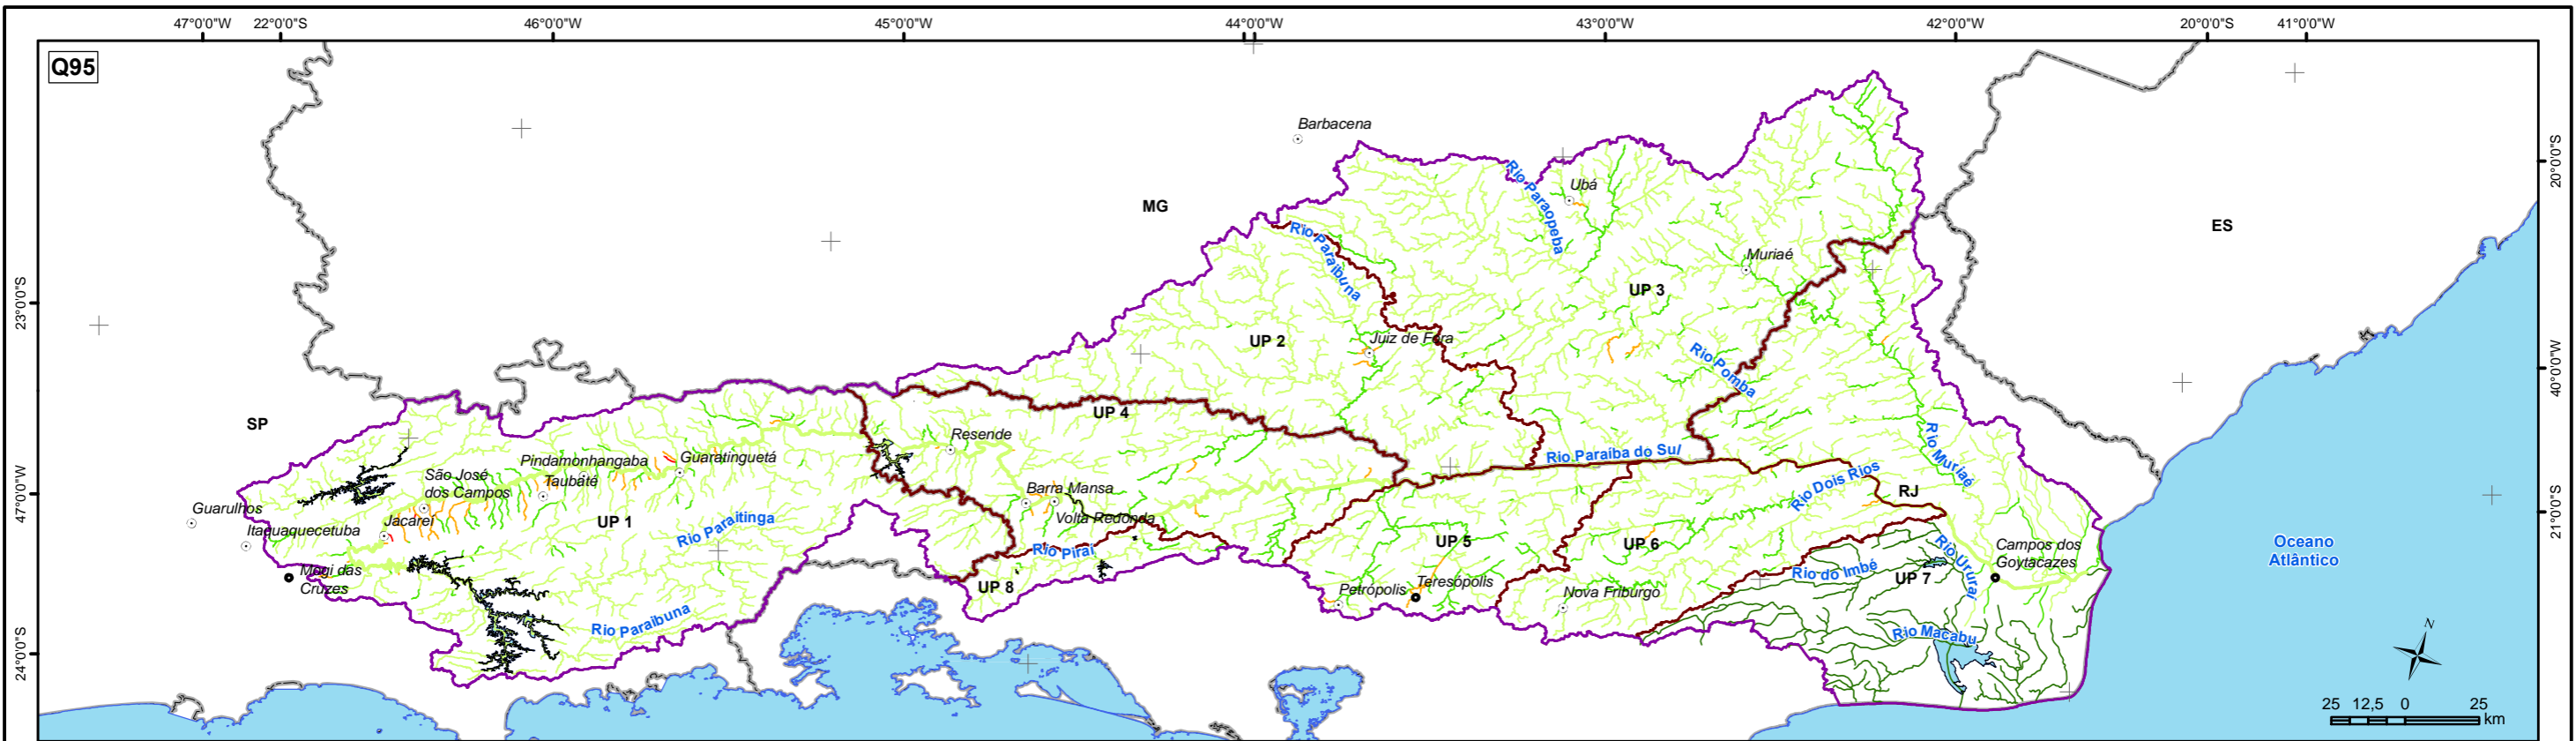 47°0'0"W
22°0'0"S
46°0'0"W
45°0'0"W
44°0'0"W
43°0'0"W
42°0'0"W
20°0'0"S
41°0'0"W
Q95
Barbacena
20°0'0"S
Rio Paraopeba
Ubá
MG
ES
Rio Paraibuna
Muriaé
23°0'0"S
UP 3
UP 2
Juiz de Fora
Rio Pomba
40°0'0"W
UP 4
SP
Resende
Rio Muriaé
Rio Paraiba do Sul
Pindamonhangaba
Guaratinguetá
São José
dos Campos
Taubaté
Rio Dois Rios
47°0'0"W
Barra Mansa
RJ
Guarulhos
Jacareí
UP 1
Rio Paraitinga
Volta Redonda
21°0'0"S
Itaquaquecetuba
UP 5
UP 6
Rio Piraí
Rio Ururaí
Campos dos
Goytacazes
Oceano
Atlântico
Mogi das
Cruzes
UP 8
Petrópolis
Teresópolis
Nova Friburgo
Rio do Imbé
UP 7
Rio Paraibuna
Rio Macabu
N
24°0'0"S
25 12,5 0 25
km